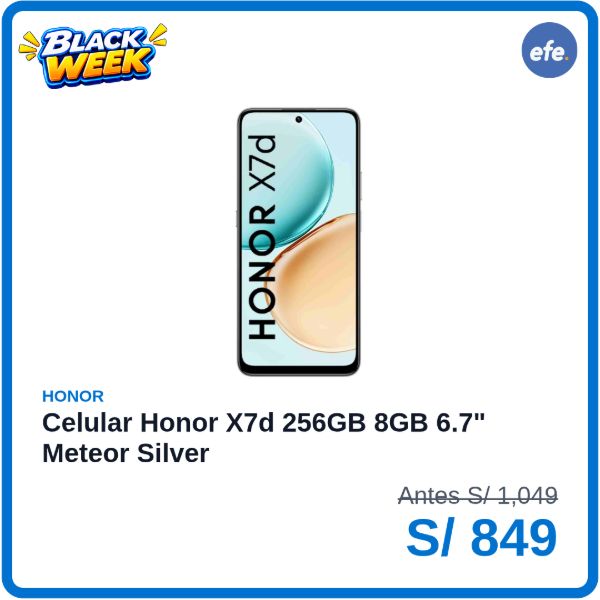 BLACK
WEEK
efe.
HONOR X7d
HONOR
Celular Honor X7d 256GB 8GB 6.7"
Meteor Silver
Antes S/ 1,049
S/ 849